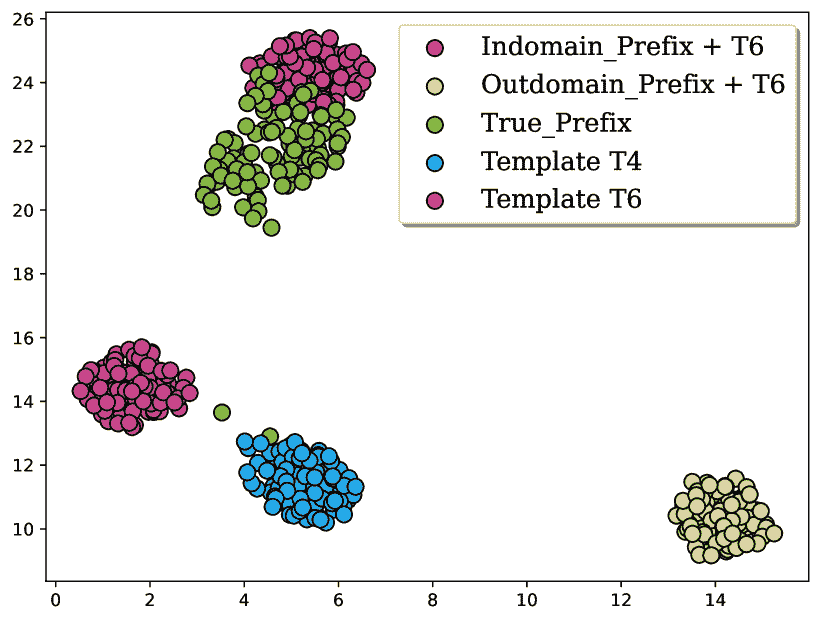 26
24
22
20
18
16
14
12
10
Indomain_Prefix + T6
Outdomain_Prefix + T6
True_Prefix
Template T4
Template T6
0 2 4 6 8 10 12 14